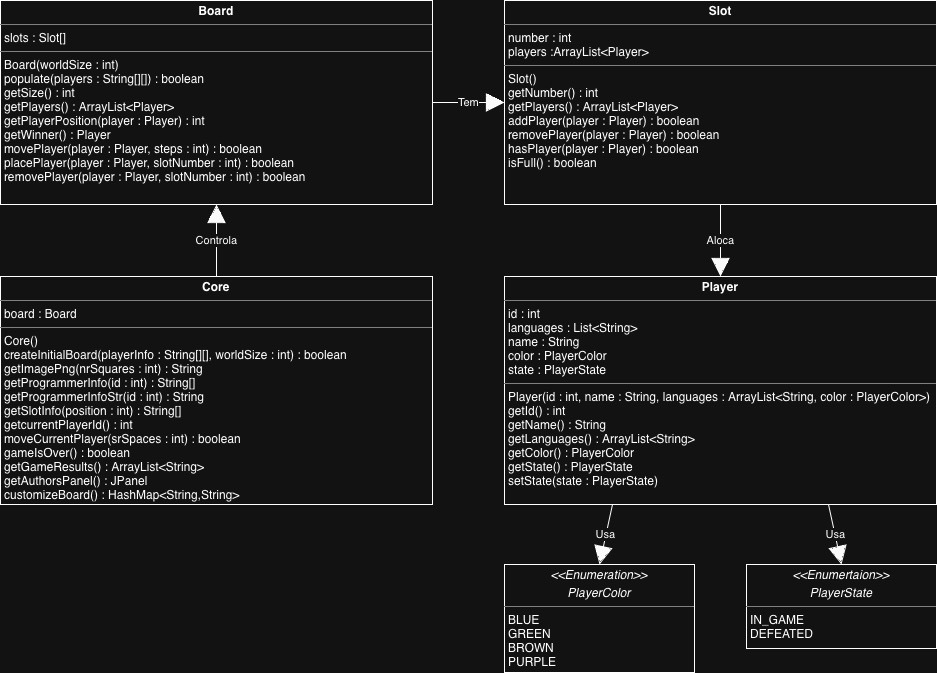 Board
slots : Slot[]
Board(worldSize : int)
populate(players : String[][]) : boolean
getSize() : int
getPlayers() : ArrayList<Player>
getPlayerPosition(player : Player) : int
getWinner() : Player
movePlayer(player : Player, steps : int) : boolean
placePlayer(player : Player, slotNumber : int) : boolean
removePlayer(player : Player, slotNumber : int) : boolean
Tem
Slot
number : int
players :ArrayList<Player>
Slot()
getNumber() : int
getPlayers() : ArrayList<Player>
addPlayer(player : Player) : boolean
removePlayer(player : Player) : boolean
hasPlayer(player : Player) : boolean
isFull() : boolean
Controla
Aloca
Core
board : Board
Core()
createInitialBoard(playerInfo : String[][], worldSize : int) : boolean
getImagePng(nrSquares : int) : String
getProgrammerInfo(id : int) : String[]
getProgrammerInfoStr(id : int) : String
getSlotInfo(position : int) : String[]
getcurrentPlayerId() : int
moveCurrentPlayer(srSpaces : int) : boolean
gameIsOver() : boolean
getGameResults() : ArrayList<String>
getAuthorsPanel() : JPanel
customizeBoard() : HashMap<String,String>
Player
id : int
languages : List<String>
name : String
color : PlayerColor
state : PlayerState
Player(id : int, name : String, languages : ArrayList<String, color : PlayerColor>)
getId() : int
getName() : String
getLanguages() : ArrayList<String>
getColor() : PlayerColor
getState() : PlayerState
setState(state : PlayerState)
Usa
Usa
<<Enumeration>>
PlayerColor
BLUE
GREEN
BROWN
PURPLE
<<Enumertaion>>
PlayerState
IN_GAME
DEFEATED